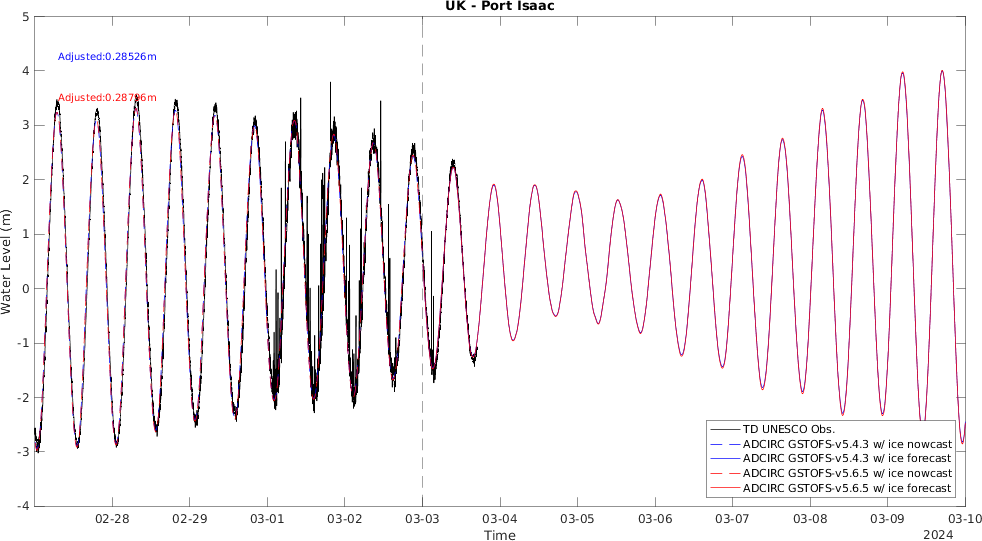 UK - Port Isaac
5
4
3
2
1
0
-1
-2
-3
-4
Water Level (m)
Adjusted:0.28526m
TD UNESCO Obs.
ADCIRC GSTOFS-v5.4.3 w/ ice nowcast
ADCIRC GSTOFS-v5.4.3 w/ ice forecast
ADCIRC GSTOFS-v5.6.5 w/ ice nowcast
ADCIRC GSTOFS-v5.6.5 w/ ice forecast
02-28 02-29 03-01 03-02 03-03 03-04 03-05 03-06 03-07 03-08 03-09 03-10
Time
2024